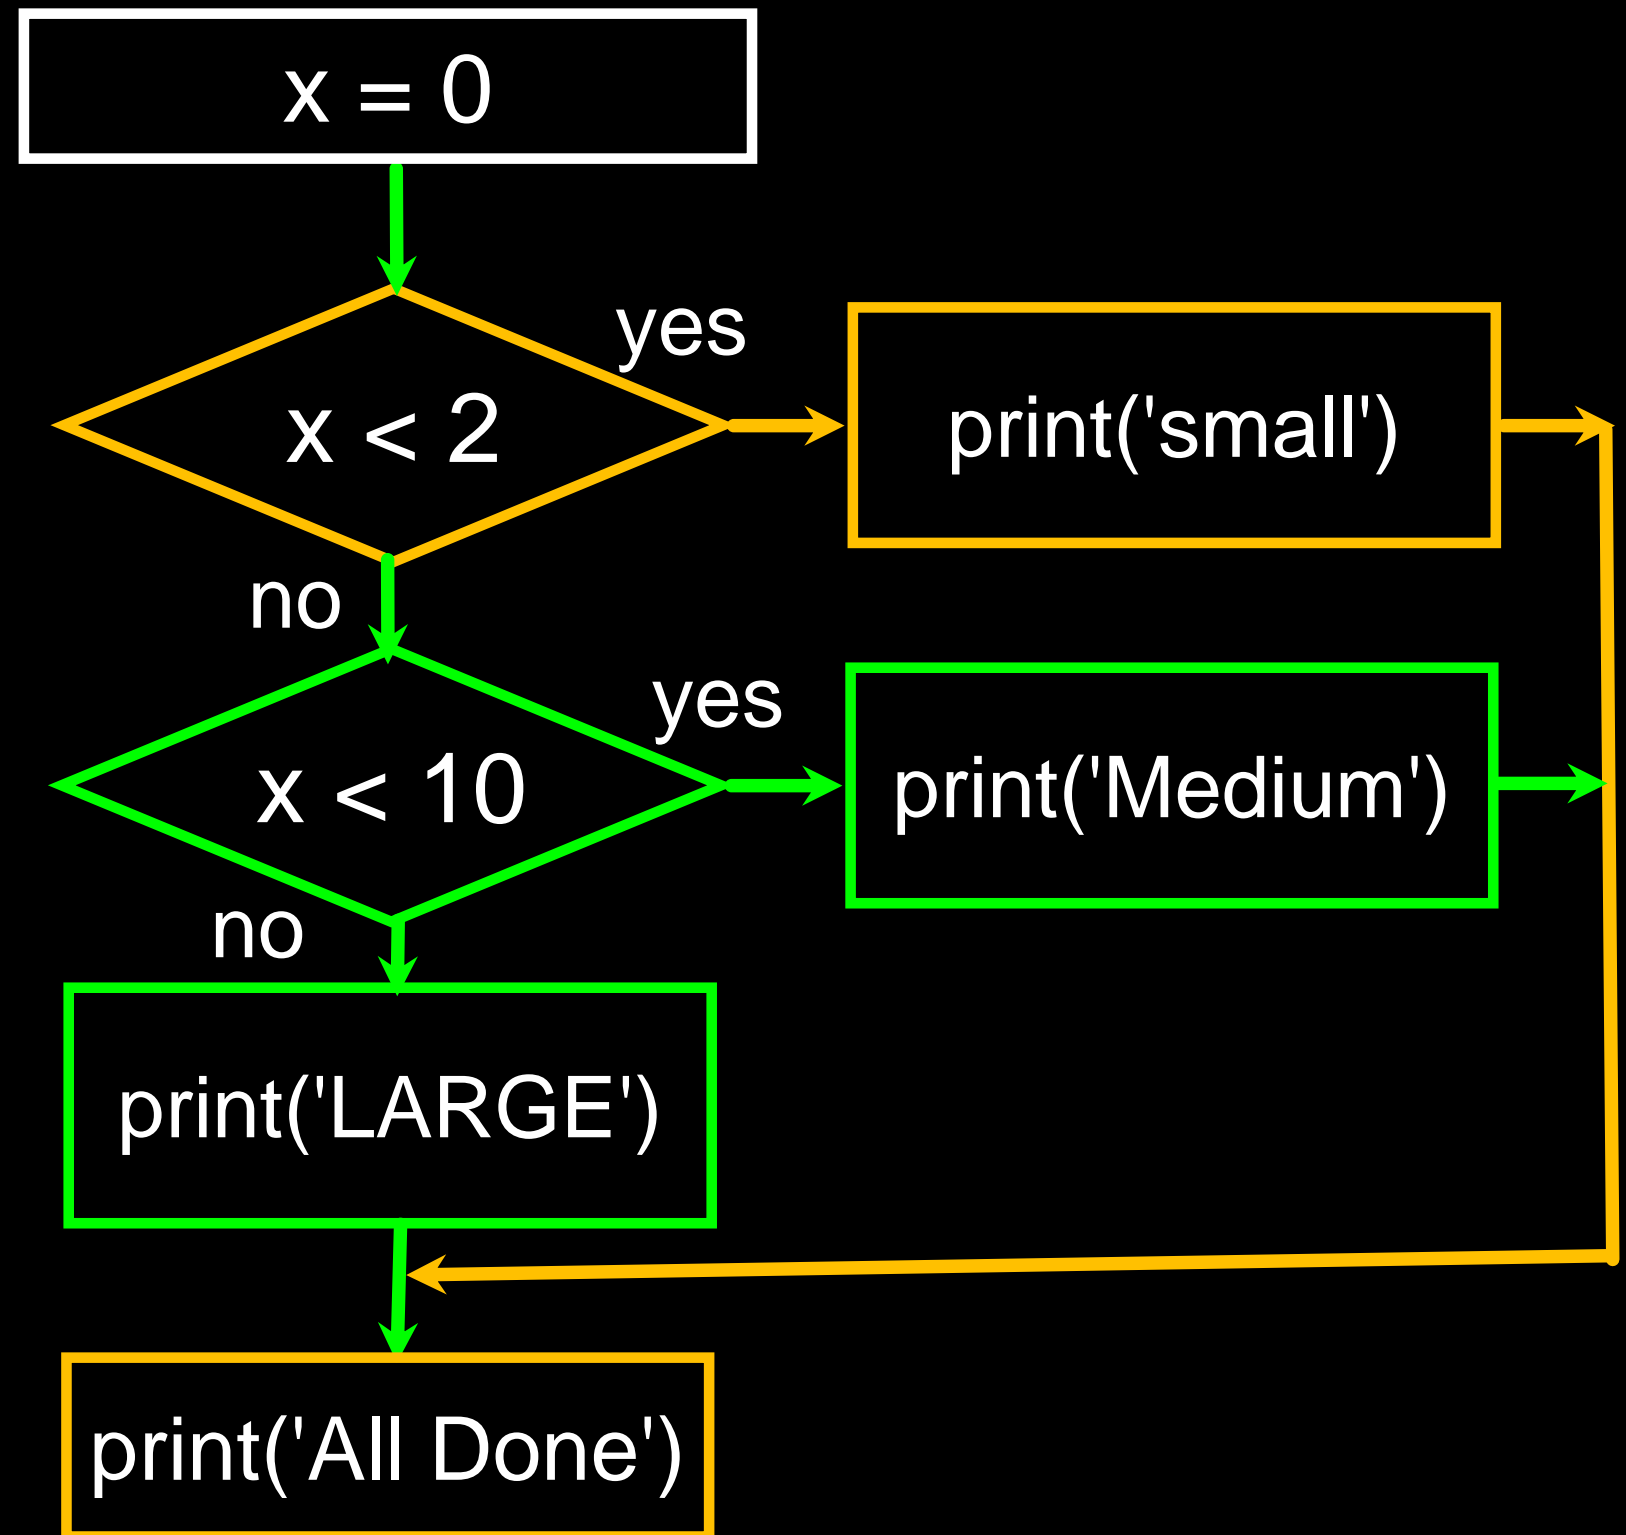 x = 0
yes
x < 2
print('small')
no
yes
x < 10
print('Medium')
no
print('LARGE')
print('All Done')